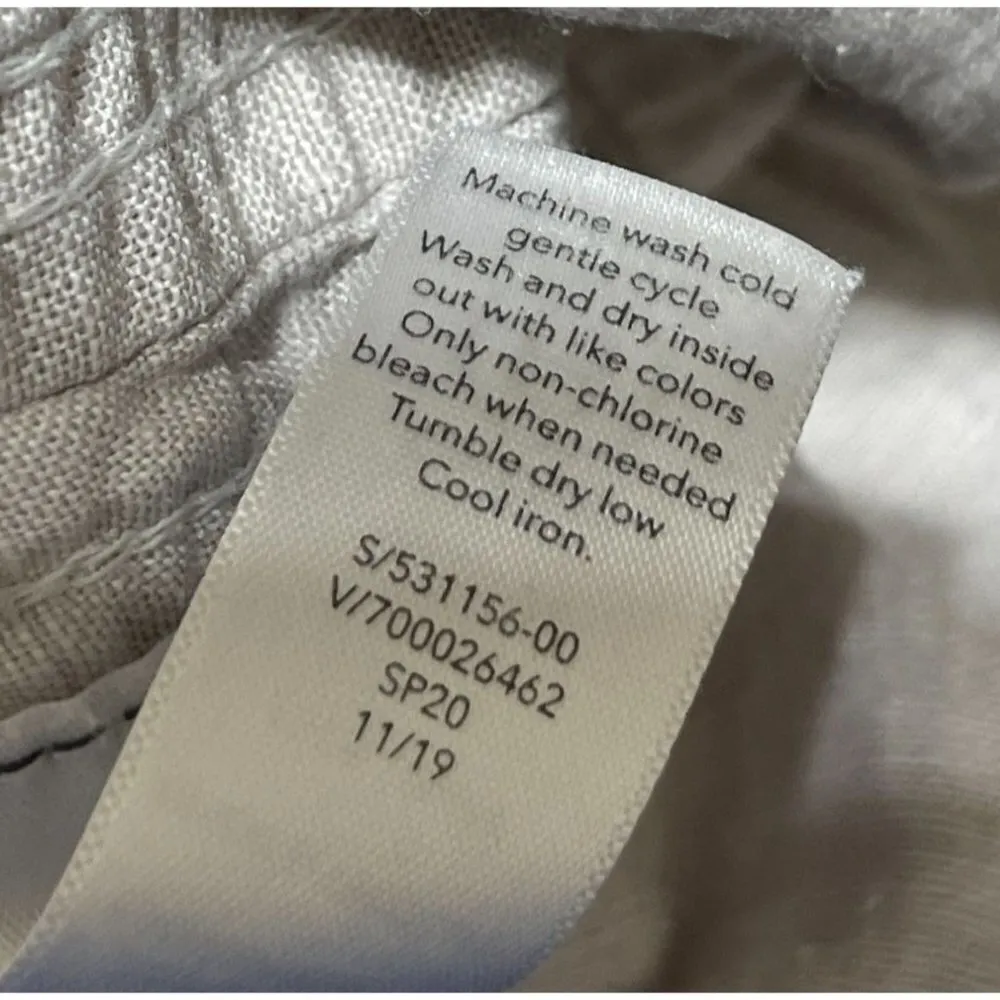 Machine wash cold
gentle cycle
Wash and dry inside
out with like colors
Only non-chlorine
bleach when needed
Tumble dry low
Cool iron.
S/531156-00
V/700026462
SP20
11/19